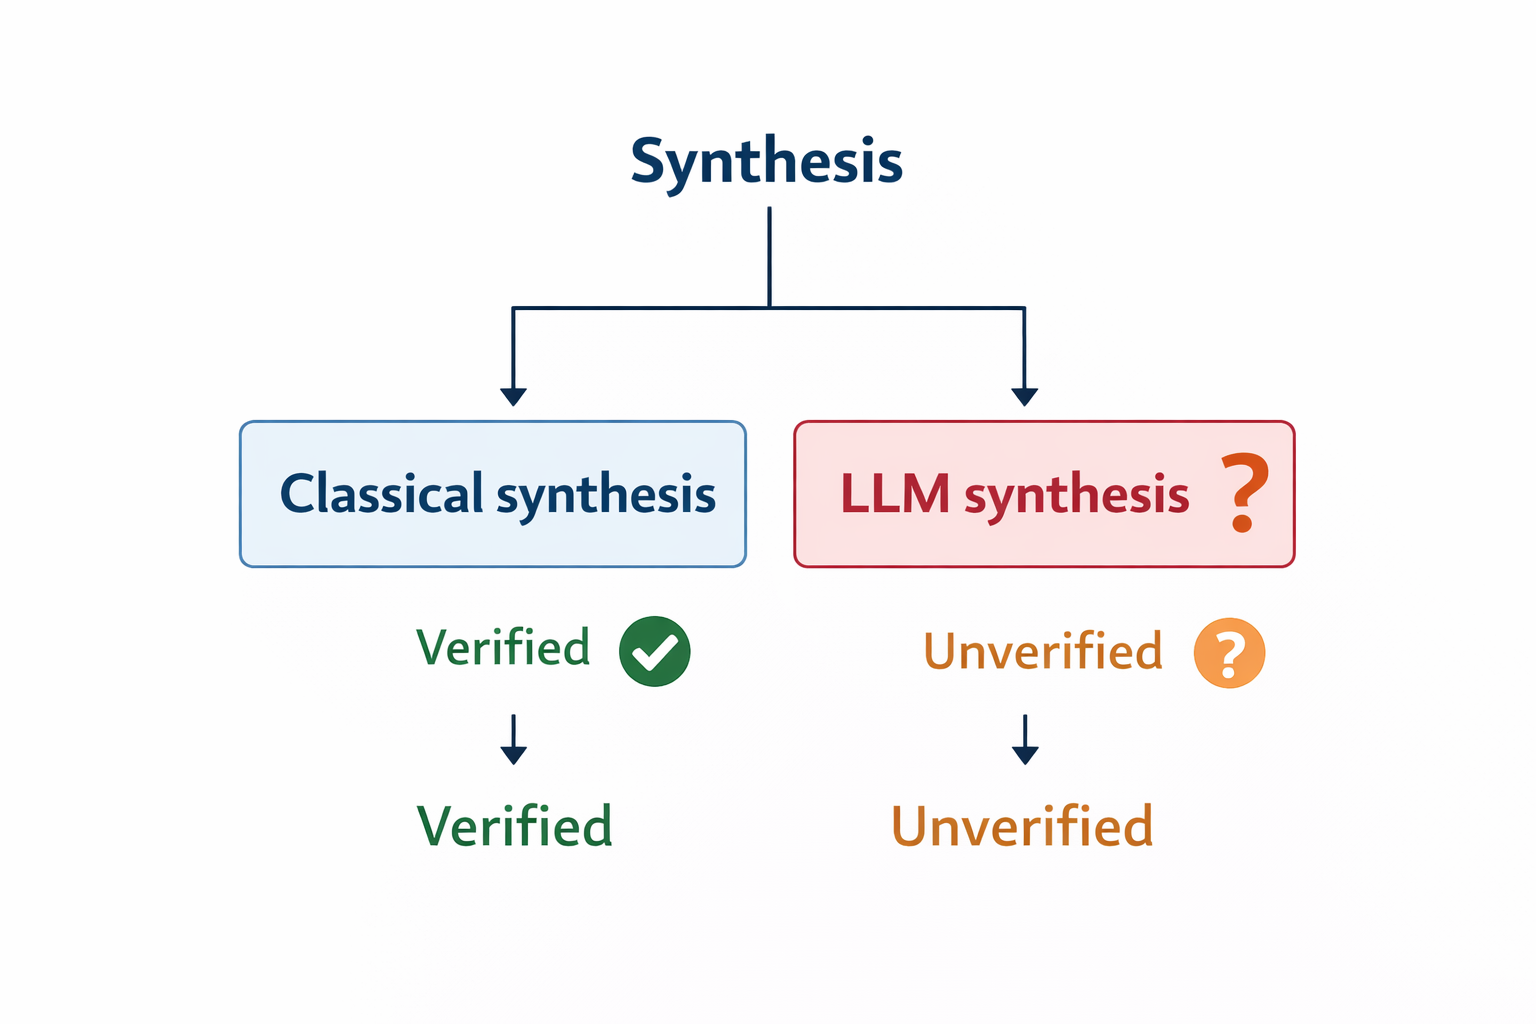 Synthesis
Classical synthesis
LLM synthesis ?
Verified
Unverified ?
Verified
Unverified